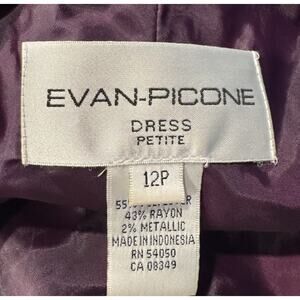 EVAN-PICONE
DRESS
PETITE
12P
43% RAYON
2% METALLIC
MADE IN INDONESIA
RN 54050
CA 08349